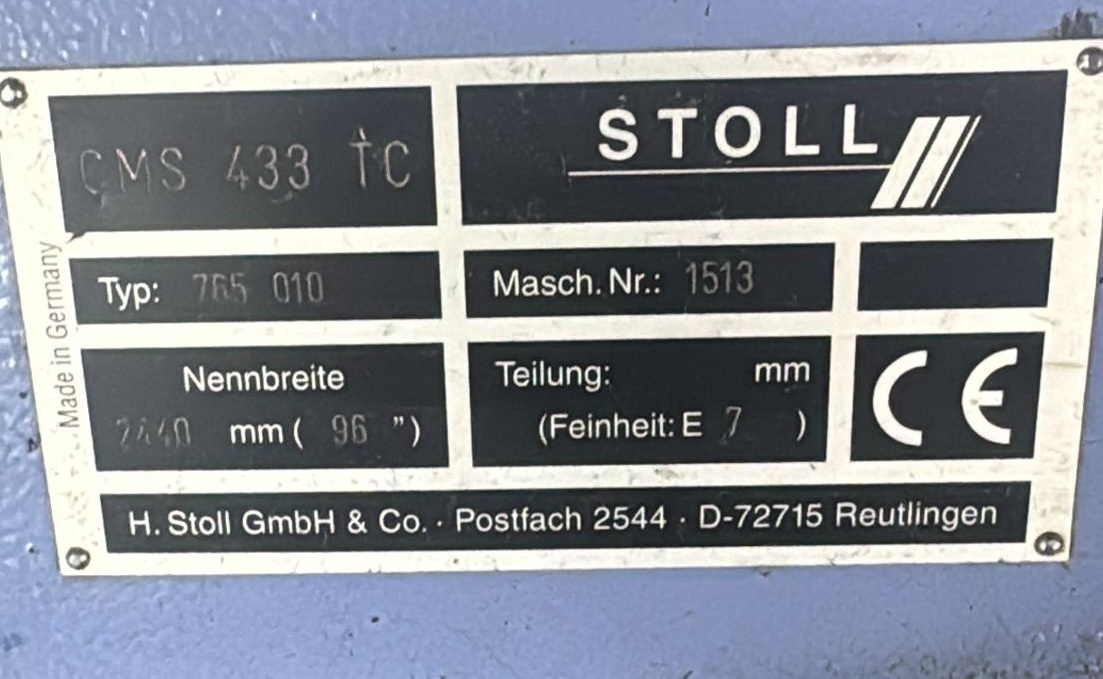 CMS 433 TC
STOLL
Made in Germany
Typ: 765 010
Masch. Nr.: 1513
Nennbreite
2440 mm ( 96 ")
Teilung: mm
(Feinheit: E 7 )
CE
H. Stoll GmbH & Co. · Postfach 2544 · D-72715 Reutlingen